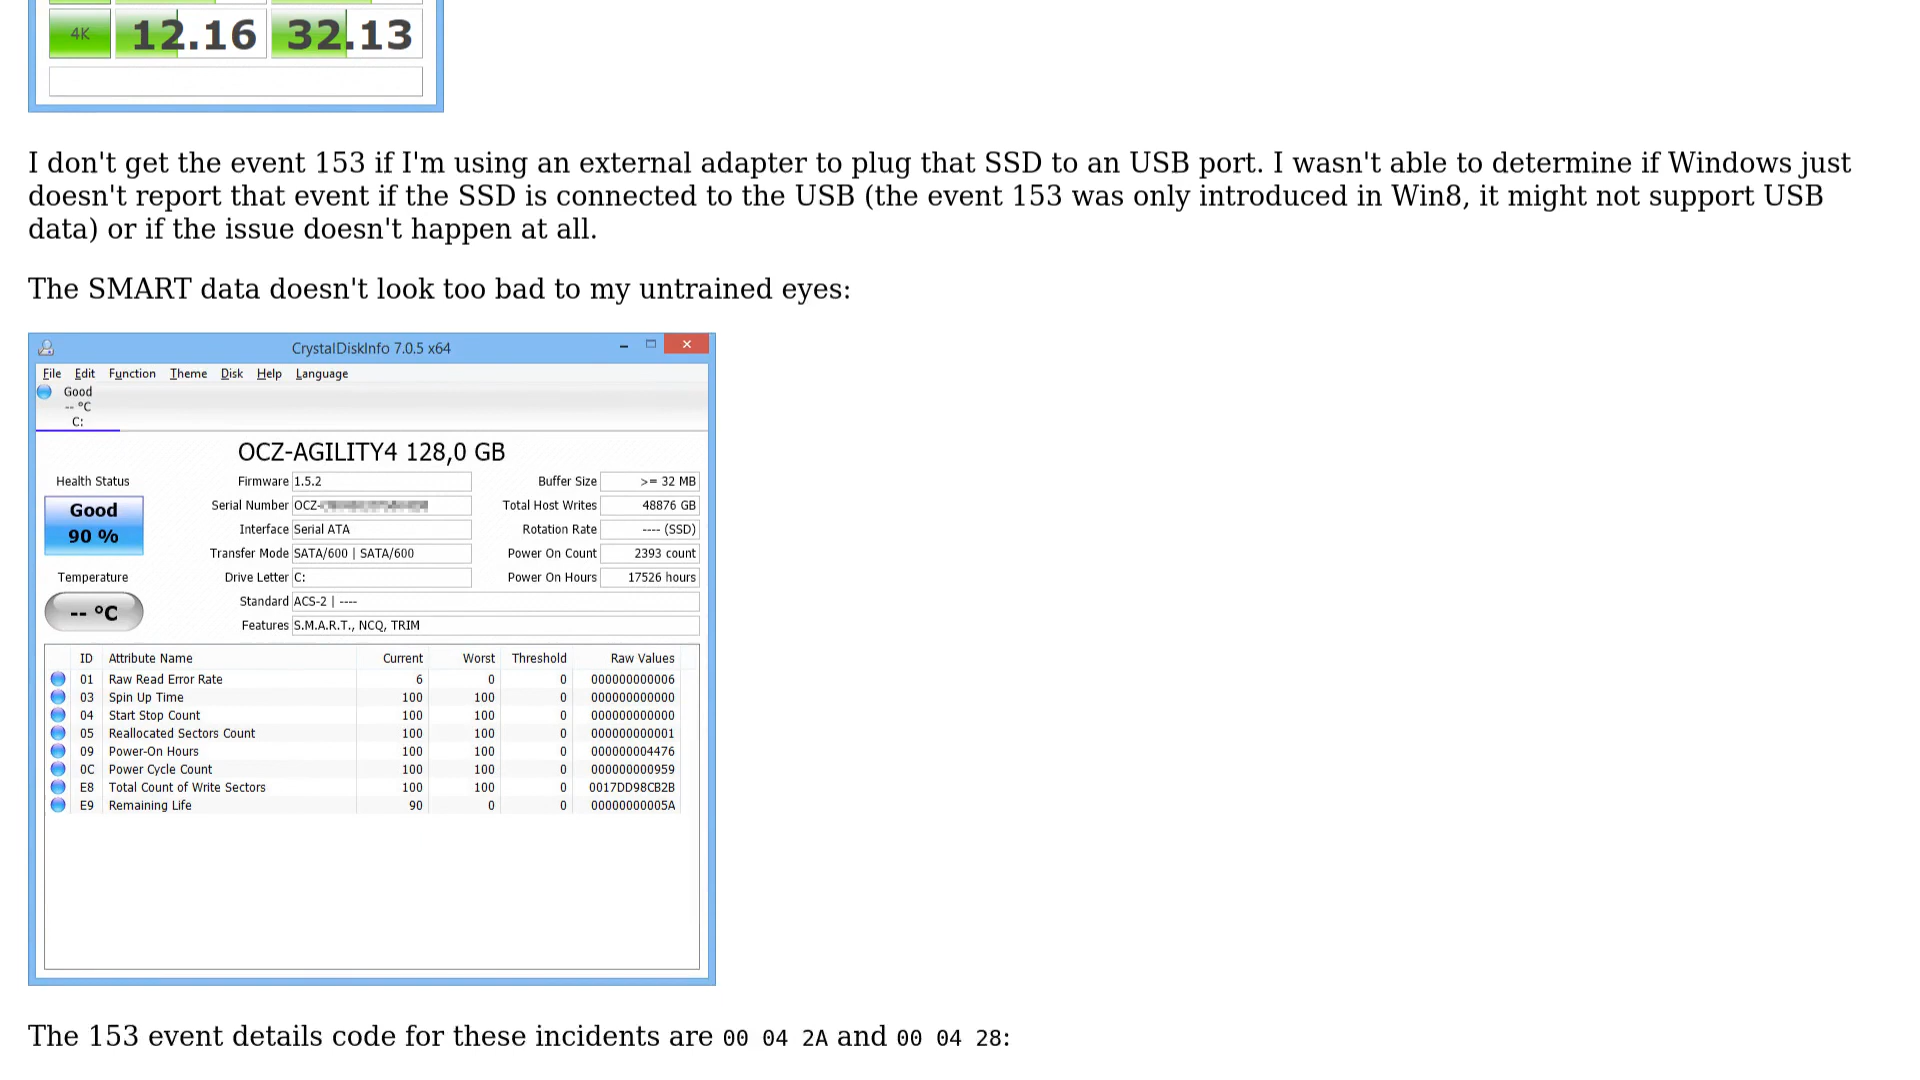 4K 12.16 32.13
I don't get the event 153 if I'm using an external adapter to plug that SSD to an USB port. I wasn't able to determine if Windows just
doesn't report that event if the SSD is connected to the USB (the event 153 was only introduced in Win8, it might not support USB
data) or if the issue doesn't happen at all.
The SMART data doesn't look too bad to my untrained eyes:
CrystalDiskInfo 7.0.5 x64
File Edit Function Theme Disk Help Language
Good
-- °C
C:
OCZ-AGILITY4 128,0 GB
Health Status
Good
90 %
Temperature
-- °C
Firmware 1.5.2
Serial Number OCZ-
Interface Serial ATA
Transfer Mode SATA/600 | SATA/600
Drive Letter C:
Standard ACS-2 | ----
Features S.M.A.R.T., NCQ, TRIM
Buffer Size >= 32 MB
Total Host Writes 48876 GB
Rotation Rate ---- (SSD)
Power On Count 2393 count
Power On Hours 17526 hours
ID Attribute Name Current Worst Threshold Raw Values
01 Raw Read Error Rate 6 0 0 000000000006
03 Spin Up Time 100 100 0 000000000000
04 Start Stop Count 100 100 0 000000000000
05 Reallocated Sectors Count 100 100 0 000000000001
09 Power-On Hours 100 100 0 000000004476
0C Power Cycle Count 100 100 0 000000000959
E8 Total Count of Write Sectors 100 100 0 0017DD98CB2B
E9 Remaining Life 90 0 0 00000000005A
The 153 event details code for these incidents are 00 04 2A and 00 04 28: